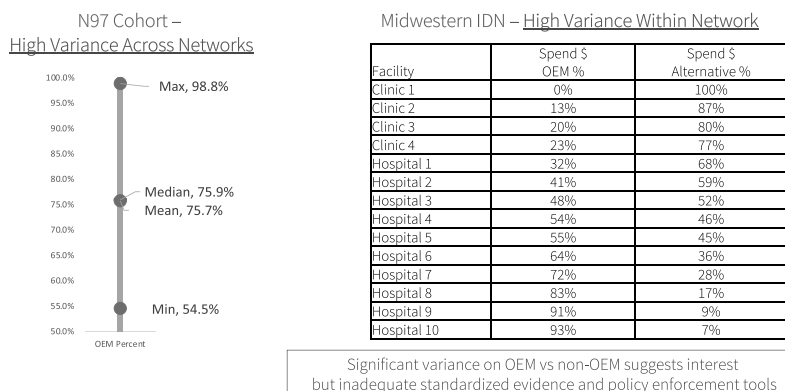 N97 Cohort –
High Variance Across Networks
100.0%
95.0%
90.0%
85.0%
80.0%
75.0%
70.0%
65.0%
60.0%
55.0%
50.0%
Max, 98.8%
Median, 75.9%
Mean, 75.7%
Min, 54.5%
OEM Percent
Midwestern IDN – High Variance Within Network
Facility Spend $ OEM % Spend $ Alternative %
Clinic 1 0% 100%
Clinic 2 13% 87%
Clinic 3 20% 80%
Clinic 4 23% 77%
Hospital 1 32% 68%
Hospital 2 41% 59%
Hospital 3 48% 52%
Hospital 4 54% 46%
Hospital 5 55% 45%
Hospital 6 64% 36%
Hospital 7 72% 28%
Hospital 8 83% 17%
Hospital 9 91% 9%
Hospital 10 93% 7%
Significant variance on OEM vs non-OEM suggests interest
but inadequate standardized evidence and policy enforcement tools